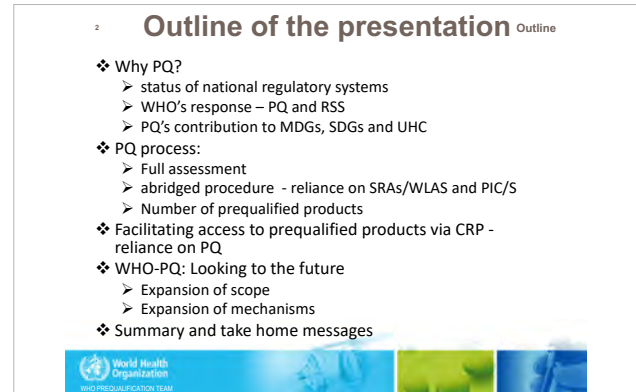 2
Outline of the presentation
Outline
❖ Why PQ?
➢ status of national regulatory systems
➢ WHO's response – PQ and RSS
➢ PQ's contribution to MDGs, SDGs and UHC
❖ PQ process:
➢ Full assessment
➢ abridged procedure - reliance on SRAs/WLAS and PIC/S
➢ Number of prequalified products
❖ Facilitating access to prequalified products via CRP -
reliance on PQ
❖ WHO-PQ: Looking to the future
➢ Expansion of scope
➢ Expansion of mechanisms
❖ Summary and take home messages
World Health
Organization
WHO PREQUALIFICATION TEAM